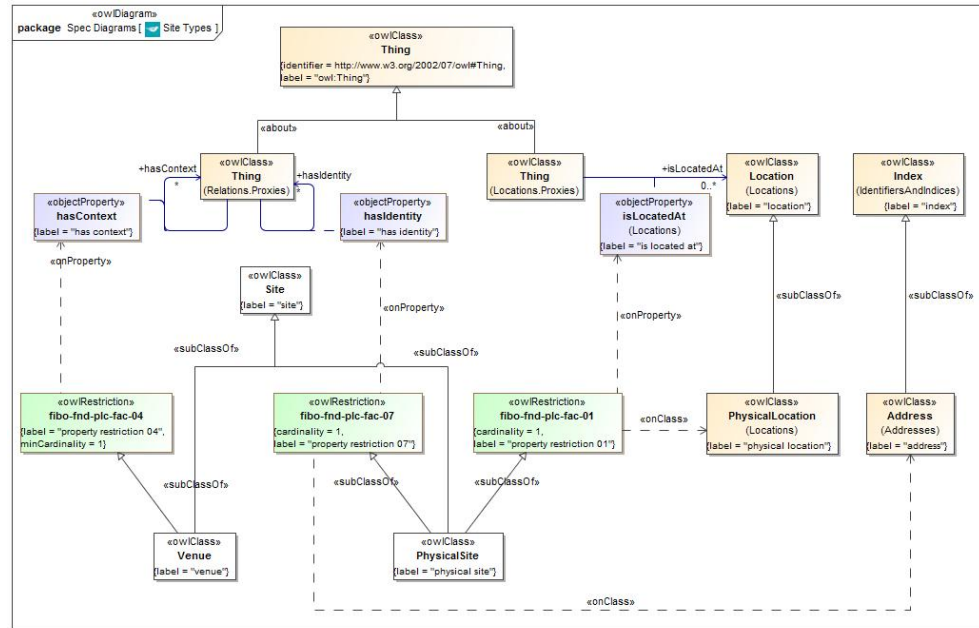 «owlDiagram»
package Spec Diagrams [ Site Types ]
«owlClass»
Thing
{identifier = http://www.w3.org/2002/07/owl#Thing,
label = "owl:Thing"}
«about»
«about»
+hasContext
*
«owlClass»
Thing
(Relations.Proxies)
+hasIdentity
*
«owlClass»
Thing
(Locations.Proxies)
+isLocatedAt
0..*
«owlClass»
Location
(Locations)
{label = "location"}
«owlClass»
Index
(IdentifiersAndIndices)
{label = "index"}
«objectProperty»
hasContext
{label = "has context"}
«objectProperty»
hasIdentity
{label = "has identity"}
«objectProperty»
isLocatedAt
(Locations)
{label = "is located at"}
«onProperty»
«owlClass»
Site
{label = "site"}
«onProperty»
«onProperty»
«subClassOf»
«subClassOf»
«subClassOf»
«subClassOf»
«owlRestriction»
fibo-fnd-plc-fac-04
{label = "property restriction 04",
minCardinality = 1}
«owlRestriction»
fibo-fnd-plc-fac-07
{cardinality = 1,
label = "property restriction 07"}
«owlRestriction»
fibo-fnd-plc-fac-01
{cardinality = 1,
label = "property restriction 01"}
«onClass»
«owlClass»
PhysicalLocation
(Locations)
{label = "physical location"}
«owlClass»
Address
(Addresses)
{label = "address"}
«subClassOf»
«subClassOf»
«subClassOf»
«owlClass»
Venue
{label = "venue"}
«owlClass»
PhysicalSite
{label = "physical site"}
«onClass»